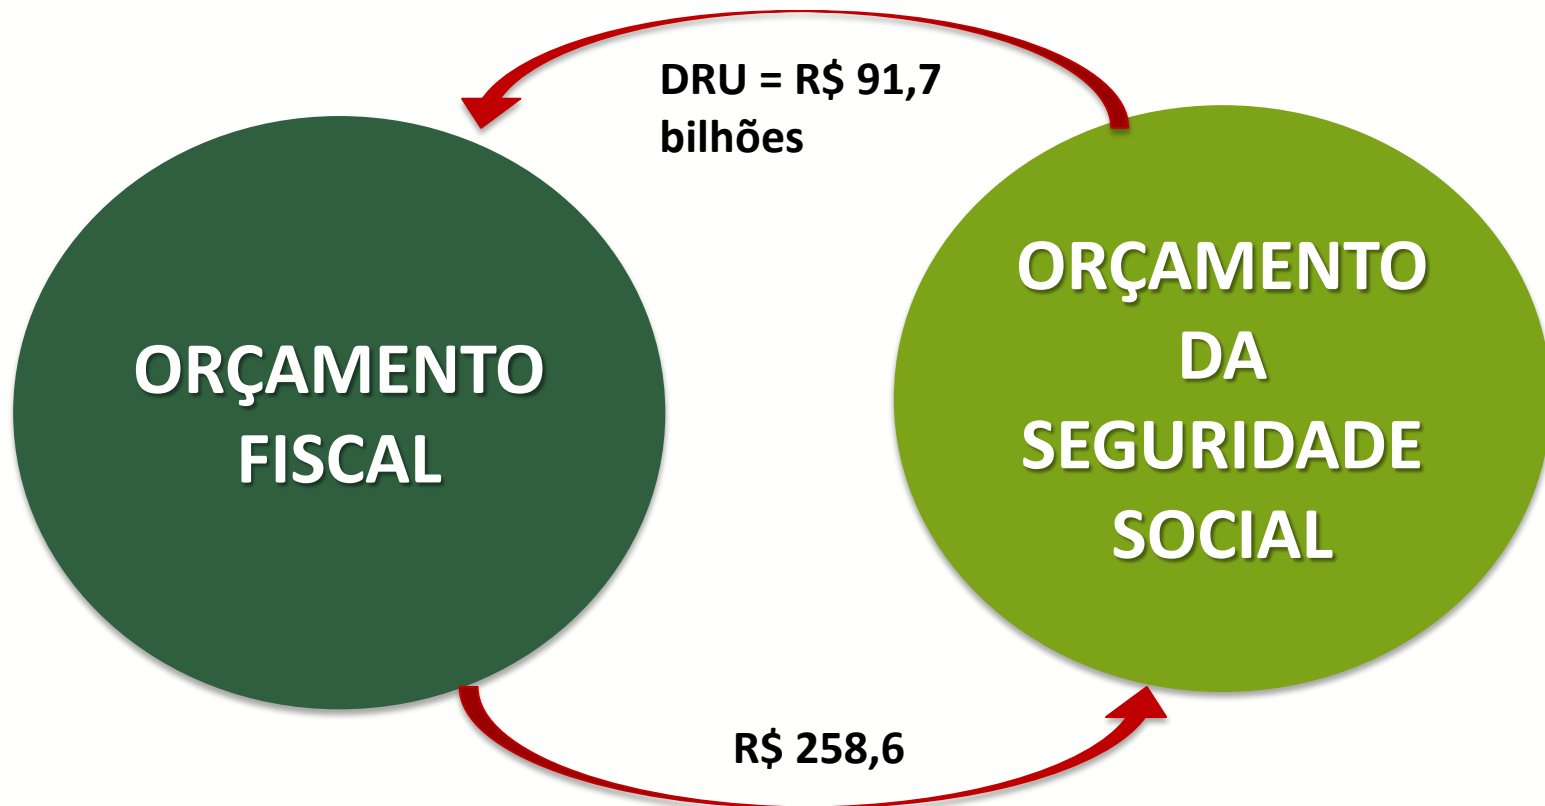 DRU = R$ 91,7
bilhões
ORÇAMENTO
FISCAL
ORÇAMENTO
DA
SEGURIDADE
SOCIAL
R$ 258,6